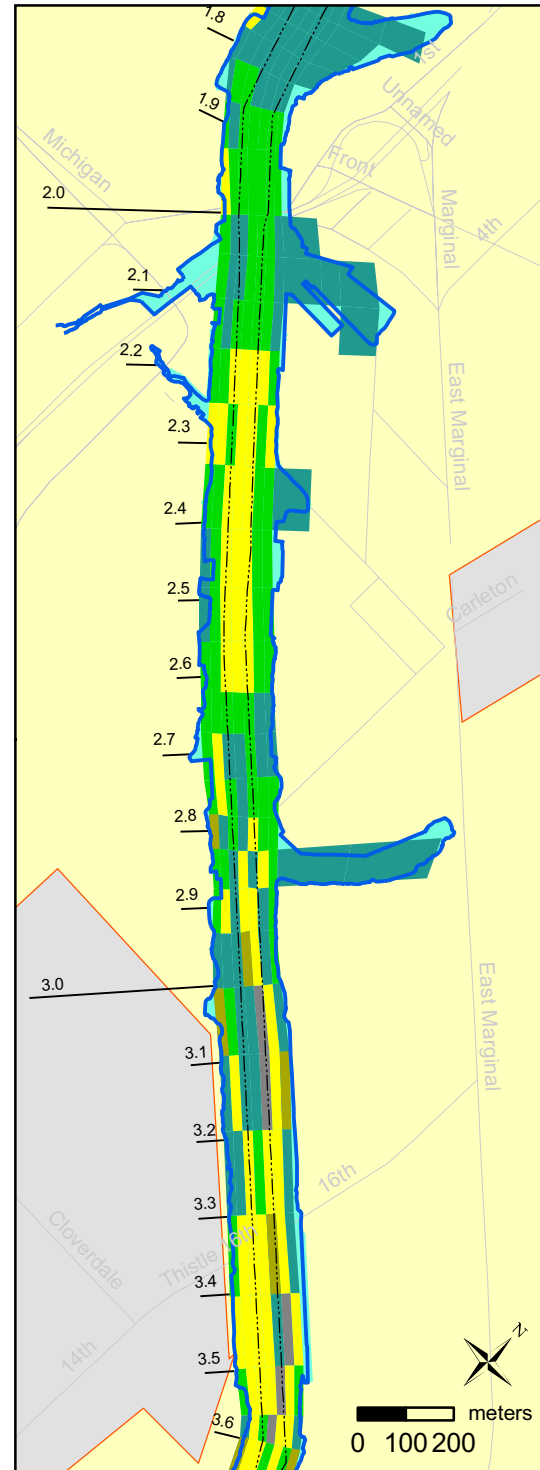 1.8
1st
1.9
Unnamed
Michigan
Front
2.0
Marginal
4th
2.1
2.2
East Marginal
2.3
2.4
2.5
Carleton
2.6
2.7
2.8
2.9
3.0
East Marginal
3.1
3.2
16th
3.3
Cloverdale
Thistle 16th
3.4
14th
3.5
N
3.6
meters
0 100 200